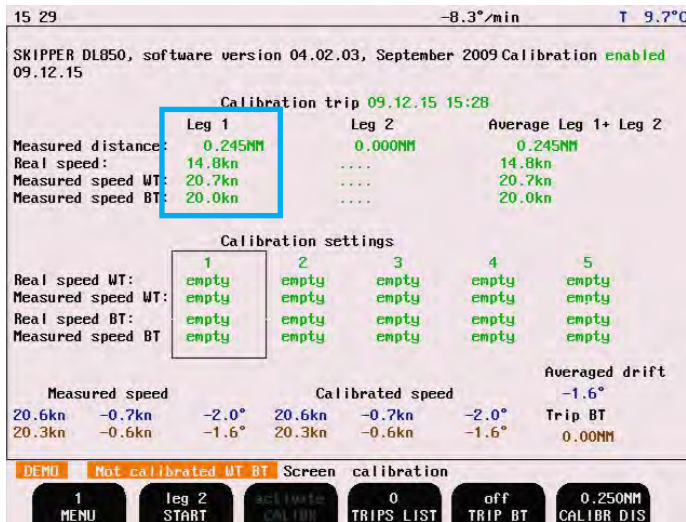 15 29 -8.3°/min T 9.7°C
SKIPPER DL850, software version 04.02.03, September 2009 Calibration enabled
09.12.15
Calibration trip 09.12.15 15:28
Leg 1 Leg 2 Average Leg 1+ Leg 2
Measured distance: 0.245NM 0.000NM 0.245NM
Real speed: 14.8kn .... 14.8kn
Measured speed WT: 20.7kn .... 20.7kn
Measured speed BT: 20.0kn .... 20.0kn
Calibration settings
1 2 3 4 5
Real speed WT: empty empty empty empty empty
Measured speed WT: empty empty empty empty empty
Real speed BT: empty empty empty empty empty
Measured speed BT empty empty empty empty empty
Averaged drift
Measured speed Calibrated speed -1.6°
20.6kn -0.7kn -2.0° 20.6kn -0.7kn -2.0° Trip BT
20.3kn -0.6kn -1.6° 20.3kn -0.6kn -1.6° 0.00NM
DEMO Not calibrated WT BT Screen calibration
1 leg 2 activate 0 off 0.250NM
MENU START CALIBR TRIPS LIST TRIP BT CALIBR DIS